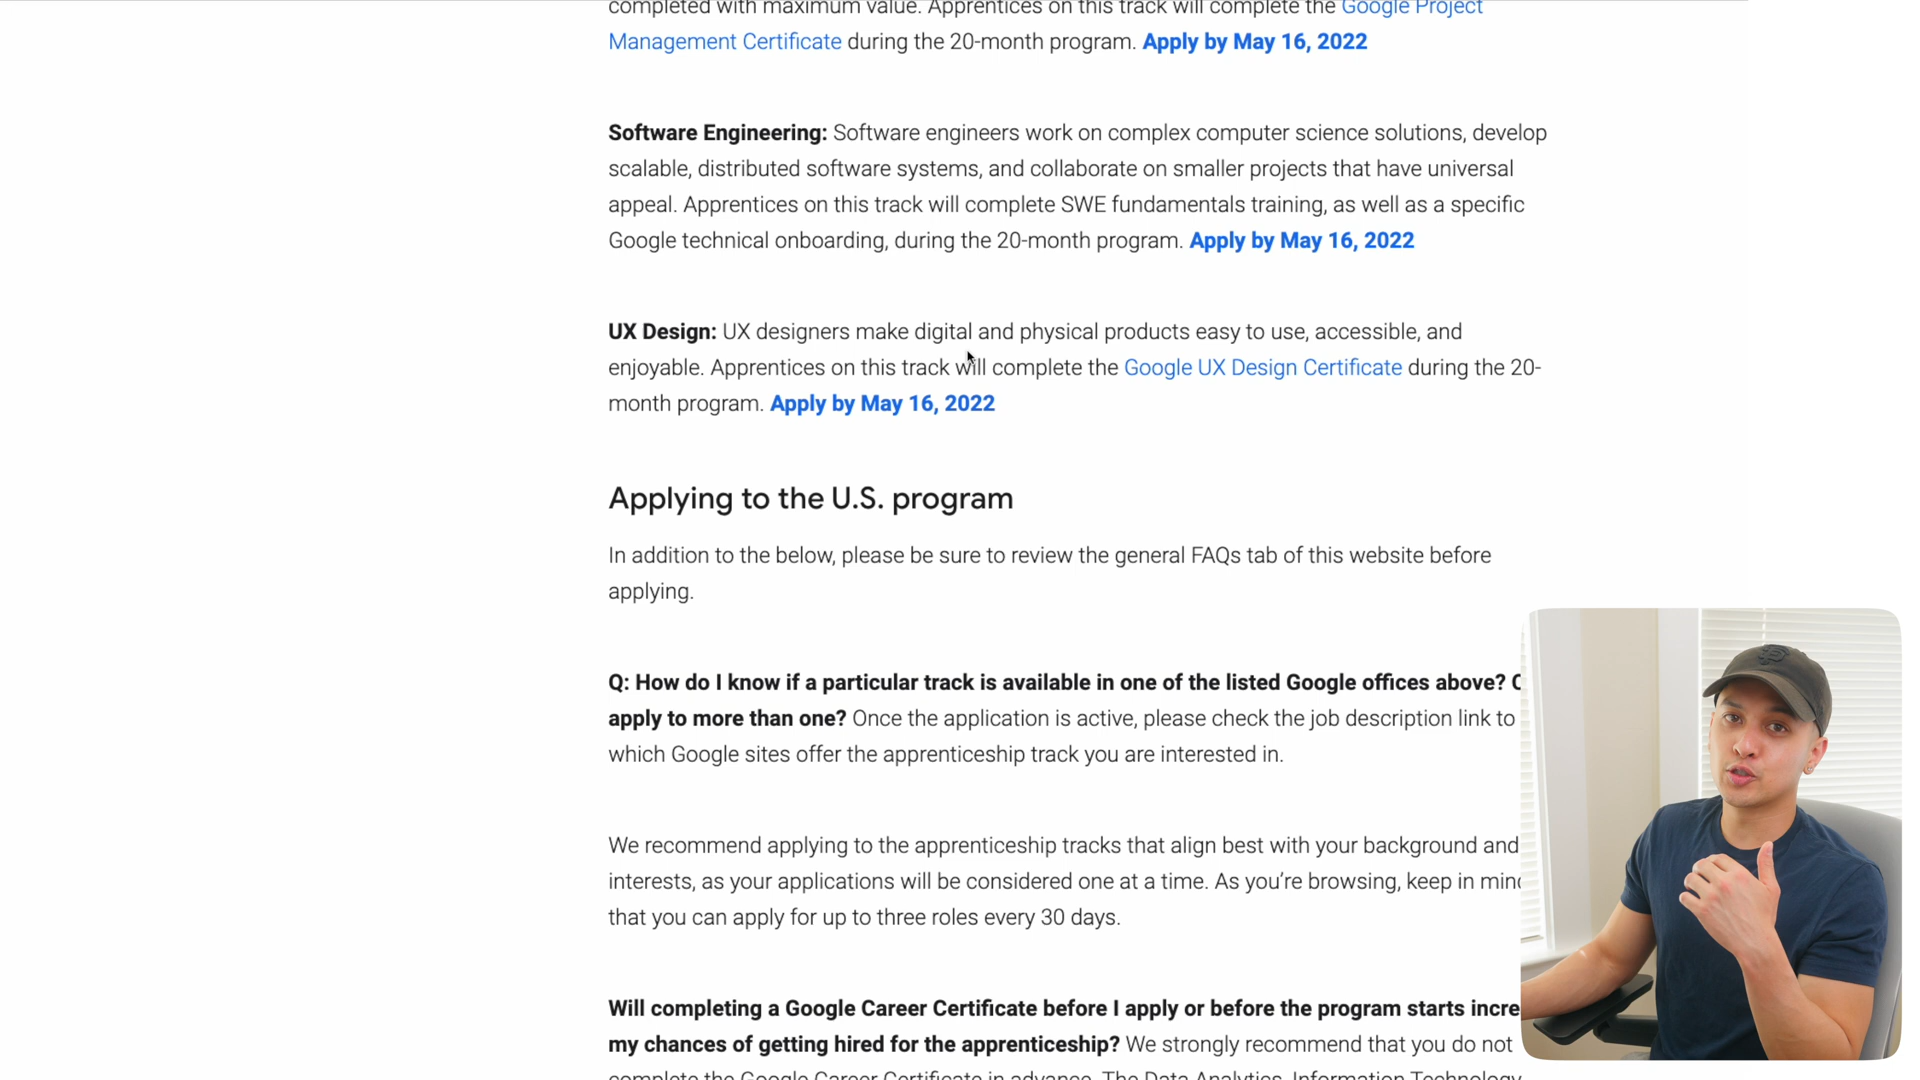 completed with maximum value. Apprentices on this track will complete the Google Project
Management Certificate during the 20-month program. Apply by May 16, 2022
Software Engineering: Software engineers work on complex computer science solutions, develop
scalable, distributed software systems, and collaborate on smaller projects that have universal
appeal. Apprentices on this track will complete SWE fundamentals training, as well as a specific
Google technical onboarding, during the 20-month program. Apply by May 16, 2022
UX Design: UX designers make digital and physical products easy to use, accessible, and
enjoyable. Apprentices on this track will complete the Google UX Design Certificate during the 20-
month program. Apply by May 16, 2022
Applying to the U.S. program
In addition to the below, please be sure to review the general FAQs tab of this website before
applying.
Q: How do I know if a particular track is available in one of the listed Google offices above?
apply to more than one? Once the application is active, please check the job description link to
which Google sites offer the apprenticeship track you are interested in.
We recommend applying to the apprenticeship tracks that align best with your background and
interests, as your applications will be considered one at a time. As you’re browsing, keep in mind
that you can apply for up to three roles every 30 days.
Will completing a Google Career Certificate before I apply or before the program starts incre
my chances of getting hired for the apprenticeship? We strongly recommend that you do not
complete the Google Career Certificate in advance. The Data Analytics, Information Technology